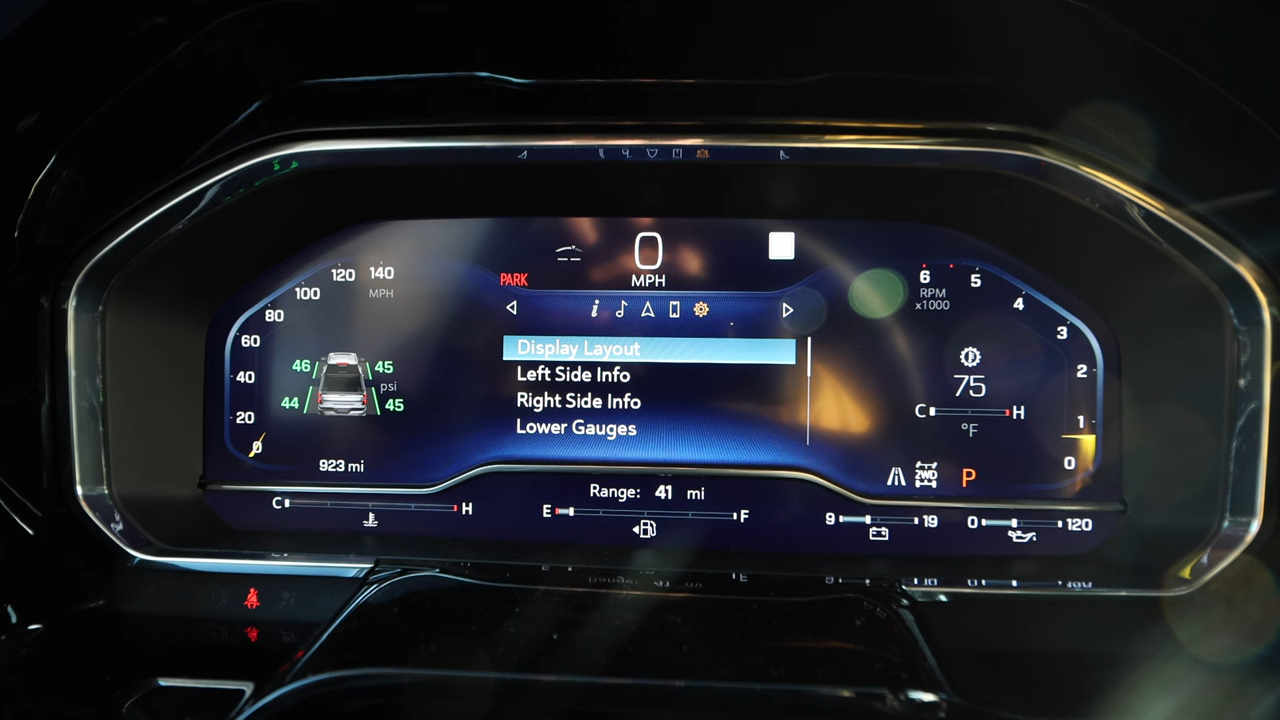 0
MPH
PARK
i
Display Layout
Left Side Info
Right Side Info
Lower Gauges
140
120
MPH
100
80
60
40
20
0
46
45
psi
44
45
923 mi
6
5
RPM
x1000
4
3
2
1
0
75
C H
°F
2WD
P
Range: 41 mi
C H
E F
9 19
0 120